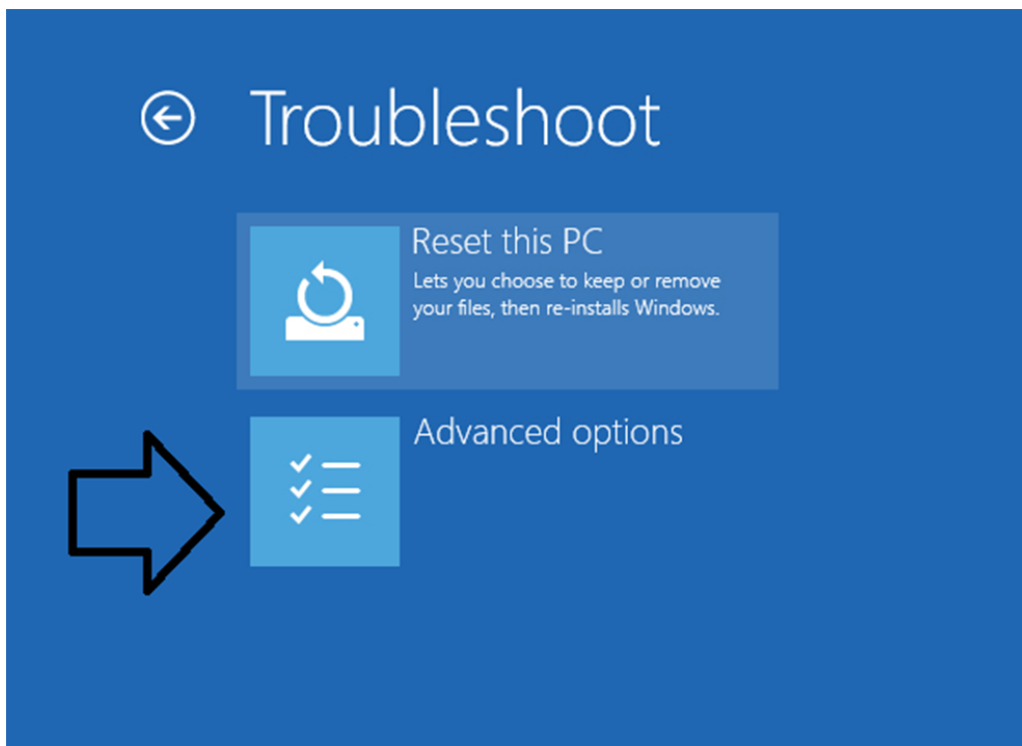 Troubleshoot
Reset this PC
Lets you choose to keep or remove
your files, then re-installs Windows.
Advanced options